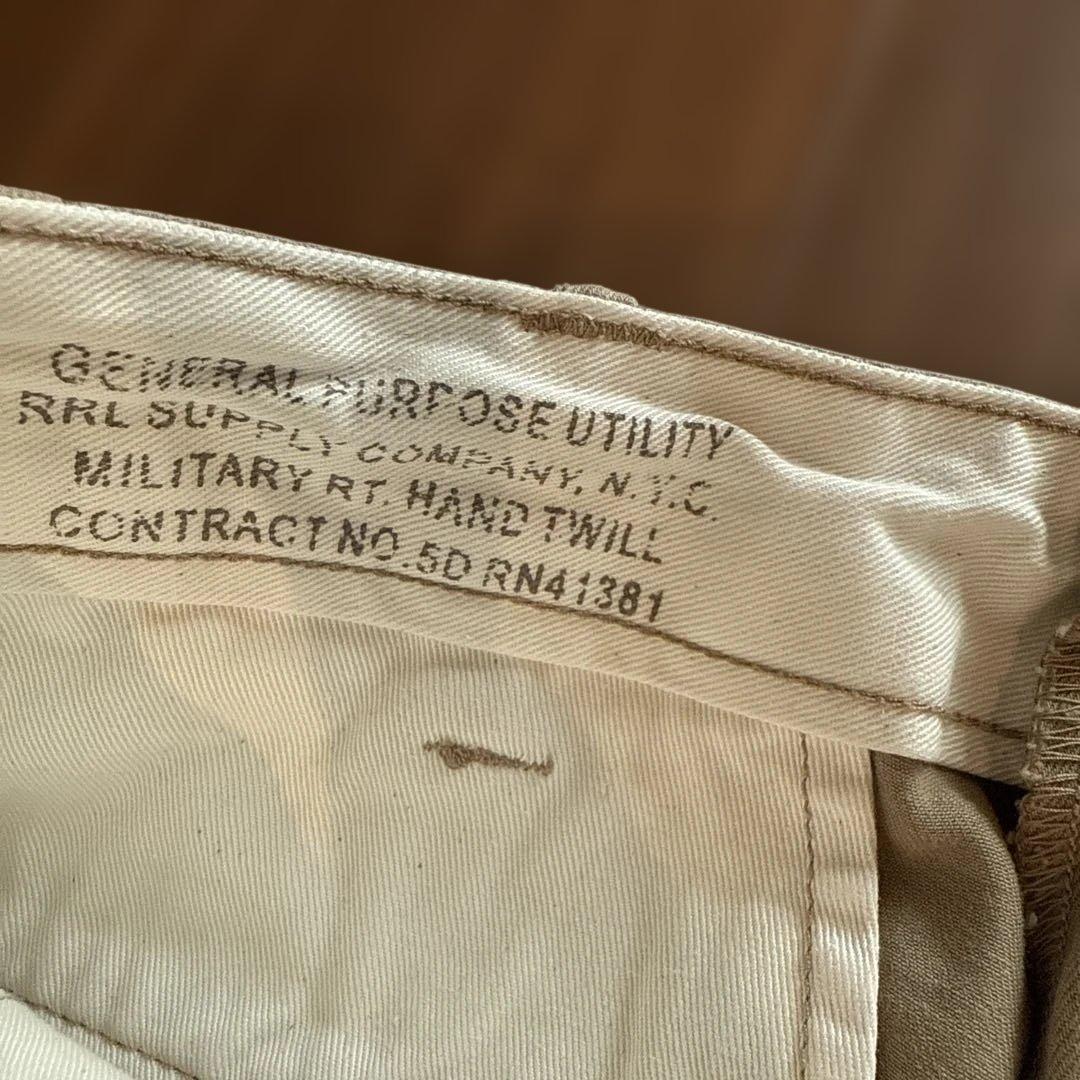 GENERAL PURPOSE UTILITY
RRL SUPPLY COMPANY, N.Y.C.
MILITARY RT. HAND TWILL
CONTRACT NO.5D RN41381